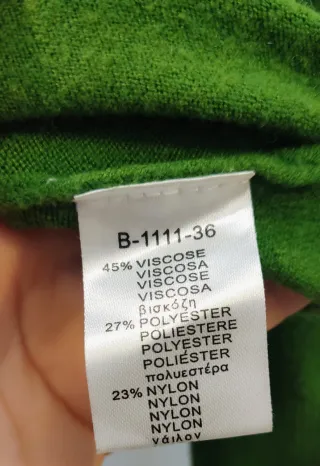 B-1111-36
45% VISCOSE
VISCOSA
VISCOSE
VISCOSA
βισκόζη
27% POLYESTER
POLIESTERE
POLYESTER
POLIESTER
πολυεστέρα
23% NYLON
NYLON
NYLON
NYLON
νάιλον